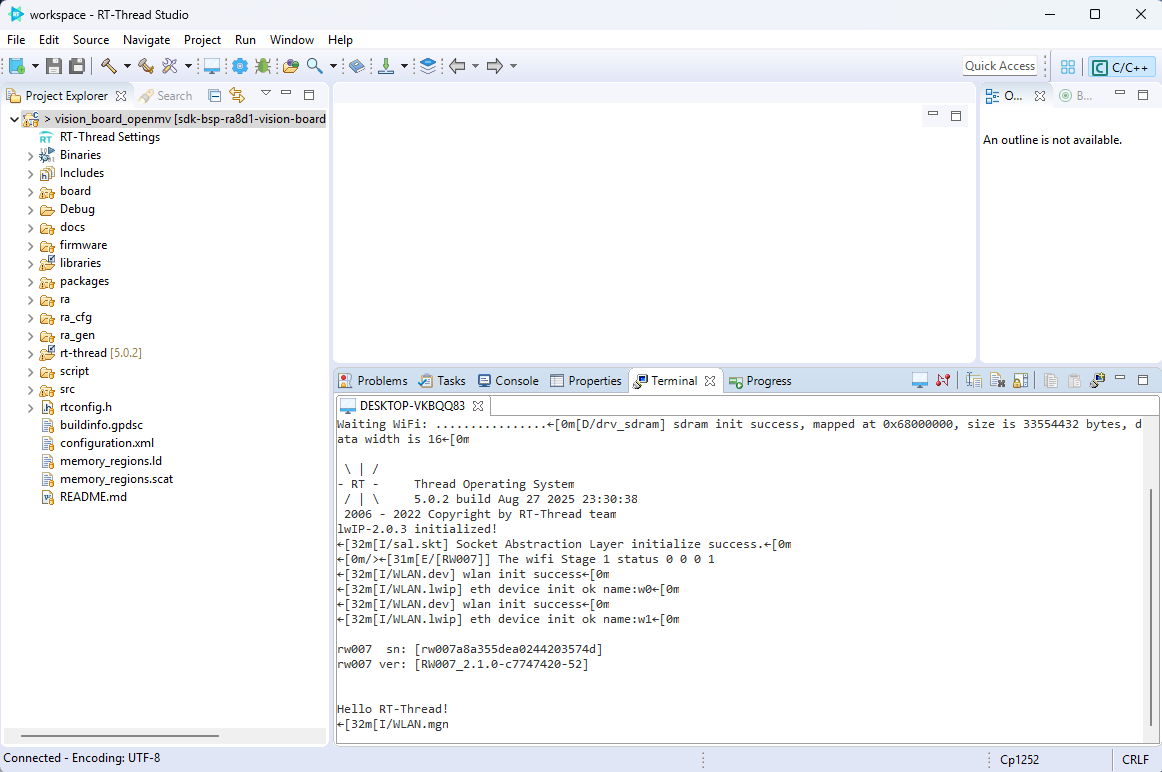 workspace - RT-Thread Studio
File Edit Source Navigate Project Run Window Help
Quick Access
C/C++
Project Explorer
Search
> vision_board_openmv [sdk-bsp-ra8d1-vision-board
RT-Thread Settings
Binaries
Includes
board
Debug
docs
firmware
libraries
packages
ra
ra_cfg
ra_gen
rt-thread [5.0.2]
script
src
rtconfig.h
buildinfo.gpdsc
configuration.xml
memory_regions.ld
memory_regions.scat
README.md
O...
B...
An outline is not available.
Problems Tasks Console Properties Terminal Progress
DESKTOP-VKBQQ83
Waiting WiFi: ................←[0m[D/drv_sdram] sdram init success, mapped at 0x68000000, size is 33554432 bytes, d
ata width is 16←[0m
\ | /
- RT -     Thread Operating System
/ | \     5.0.2 build Aug 27 2025 23:30:38
2006 - 2022 Copyright by RT-Thread team
lwIP-2.0.3 initialized!
←[32m[I/sal.skt] Socket Abstraction Layer initialize success.←[0m
←[0m/>←[31m[E/[RW007]] The wifi Stage 1 status 0 0 0 1
←[32m[I/WLAN.dev] wlan init success←[0m
←[32m[I/WLAN.lwip] eth device init ok name:w0←[0m
←[32m[I/WLAN.dev] wlan init success←[0m
←[32m[I/WLAN.lwip] eth device init ok name:w1←[0m
rw007  sn: [rw007a8a355dea0244203574d]
rw007 ver: [RW007_2.1.0-c7747420-52]
Hello RT-Thread!
←[32m[I/WLAN.mgn
Connected - Encoding: UTF-8
Cp1252
CRLF